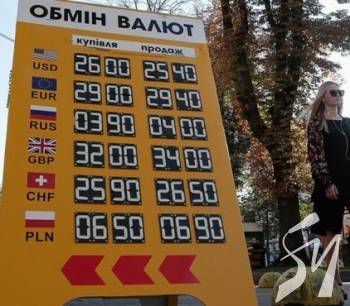 ОБМІН ВАЛЮТ
купівля продаж
USD 26.00 25.40
EUR 29.00 29.40
RUS 03.90 04.00
GBP 32.00 34.00
CHF 25.90 26.50
PLN 06.50 06.90